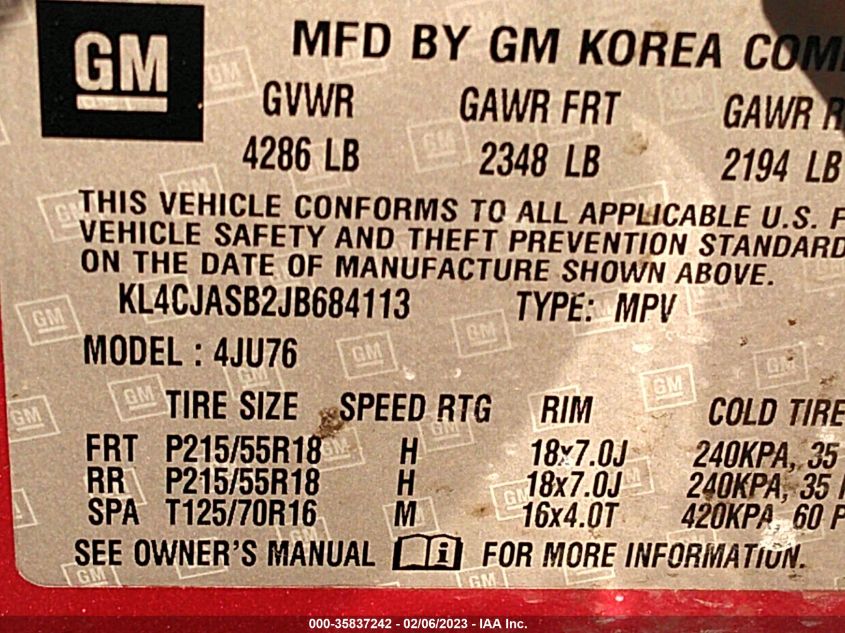 GM
MFD BY GM KOREA
GVWR GAWR FRT GAWR
4286 LB 2348 LB 2194 LB
THIS VEHICLE CONFORMS TO ALL APPLICABLE U.S.
VEHICLE SAFETY AND THEFT PREVENTION STANDARD
ON THE DATE OF MANUFACTURE SHOWN ABOVE.
KL4CJASB2JB684113 TYPE: MPV
MODEL : 4JU76
TIRE SIZE SPEED RTG RIM COLD TIRE
FRT P215/55R18 H 18x7.0J 240KPA, 35
RR P215/55R18 H 18x7.0J 240KPA, 35
SPA T125/70R16 M 16x4.0T 420KPA, 60 P
SEE OWNER'S MANUAL i FOR MORE INFORMATION.
000-35837242 - 02/06/2023 - IAA Inc.